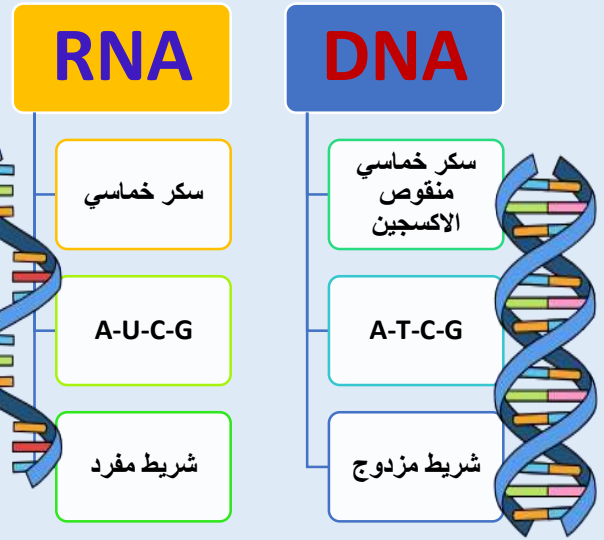 RNA
سكر خماسي
A-U-C-G
شريط مفرد
DNA
سكر خماسي
منقوص
الاكسجين
A-T-C-G
شريط مزدوج